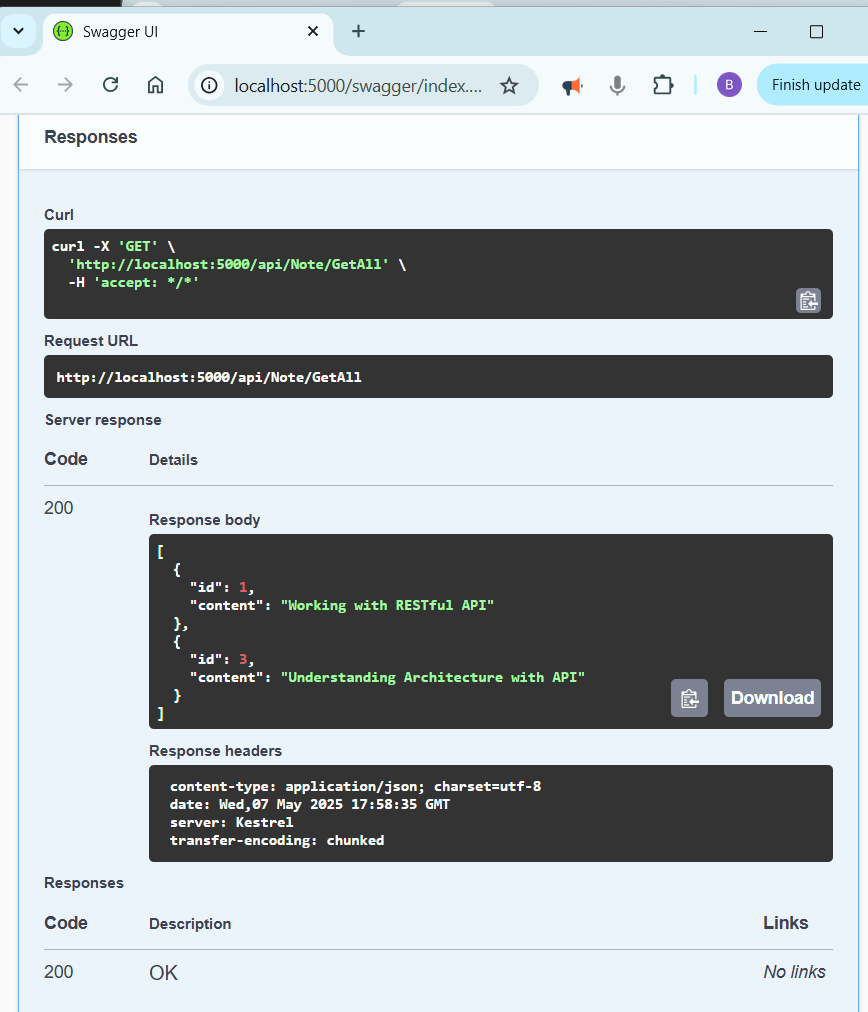 Swagger UI
localhost:5000/swagger/index....
B
Finish update
Responses
Curl
curl -X 'GET' \
'http://localhost:5000/api/Note/GetAll' \
-H 'accept: */*'
Request URL
http://localhost:5000/api/Note/GetAll
Server response
Code Details
200
Response body
[
{
"id": 1,
"content": "Working with RESTful API"
},
{
"id": 3,
"content": "Understanding Architecture with API"
}
]
Download
Response headers
content-type: application/json; charset=utf-8
date: Wed,07 May 2025 17:58:35 GMT
server: Kestrel
transfer-encoding: chunked
Responses
Code Description Links
200 OK No links